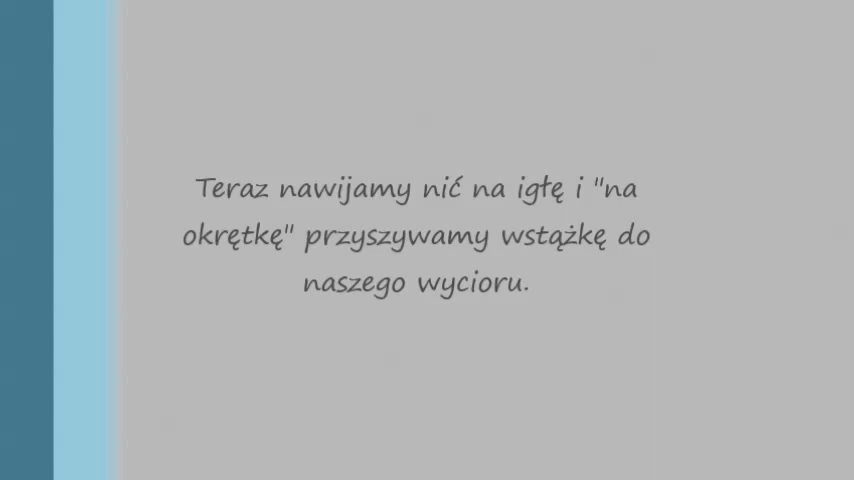 Teraz nawijamy nić na igłę i "na
okrętkę" przyszywamy wstążkę do
naszego wycioru.